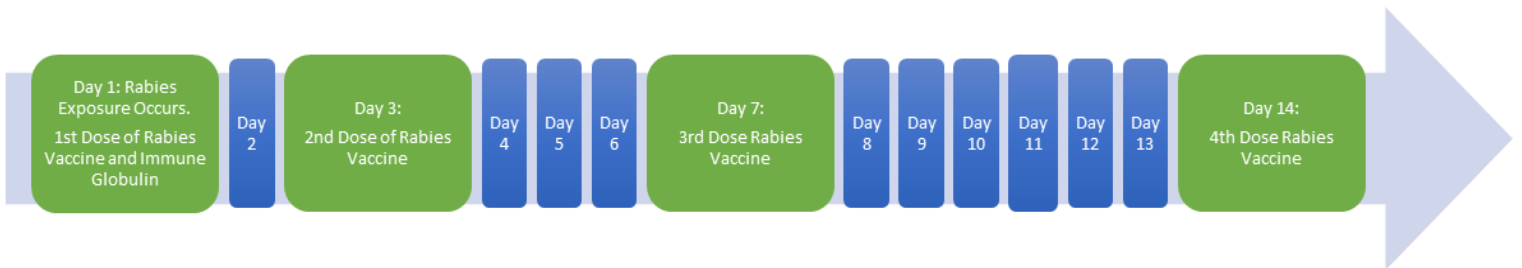 Day 1: Rabies
Exposure Occurs.
1st Dose of Rabies
Vaccine and Immune
Globulin
Day
2
Day 3:
2nd Dose of Rabies
Vaccine
Day
4
Day
5
Day
6
Day 7:
3rd Dose Rabies
Vaccine
Day
8
Day
9
Day
10
Day
11
Day
12
Day
13
Day 14:
4th Dose Rabies
Vaccine